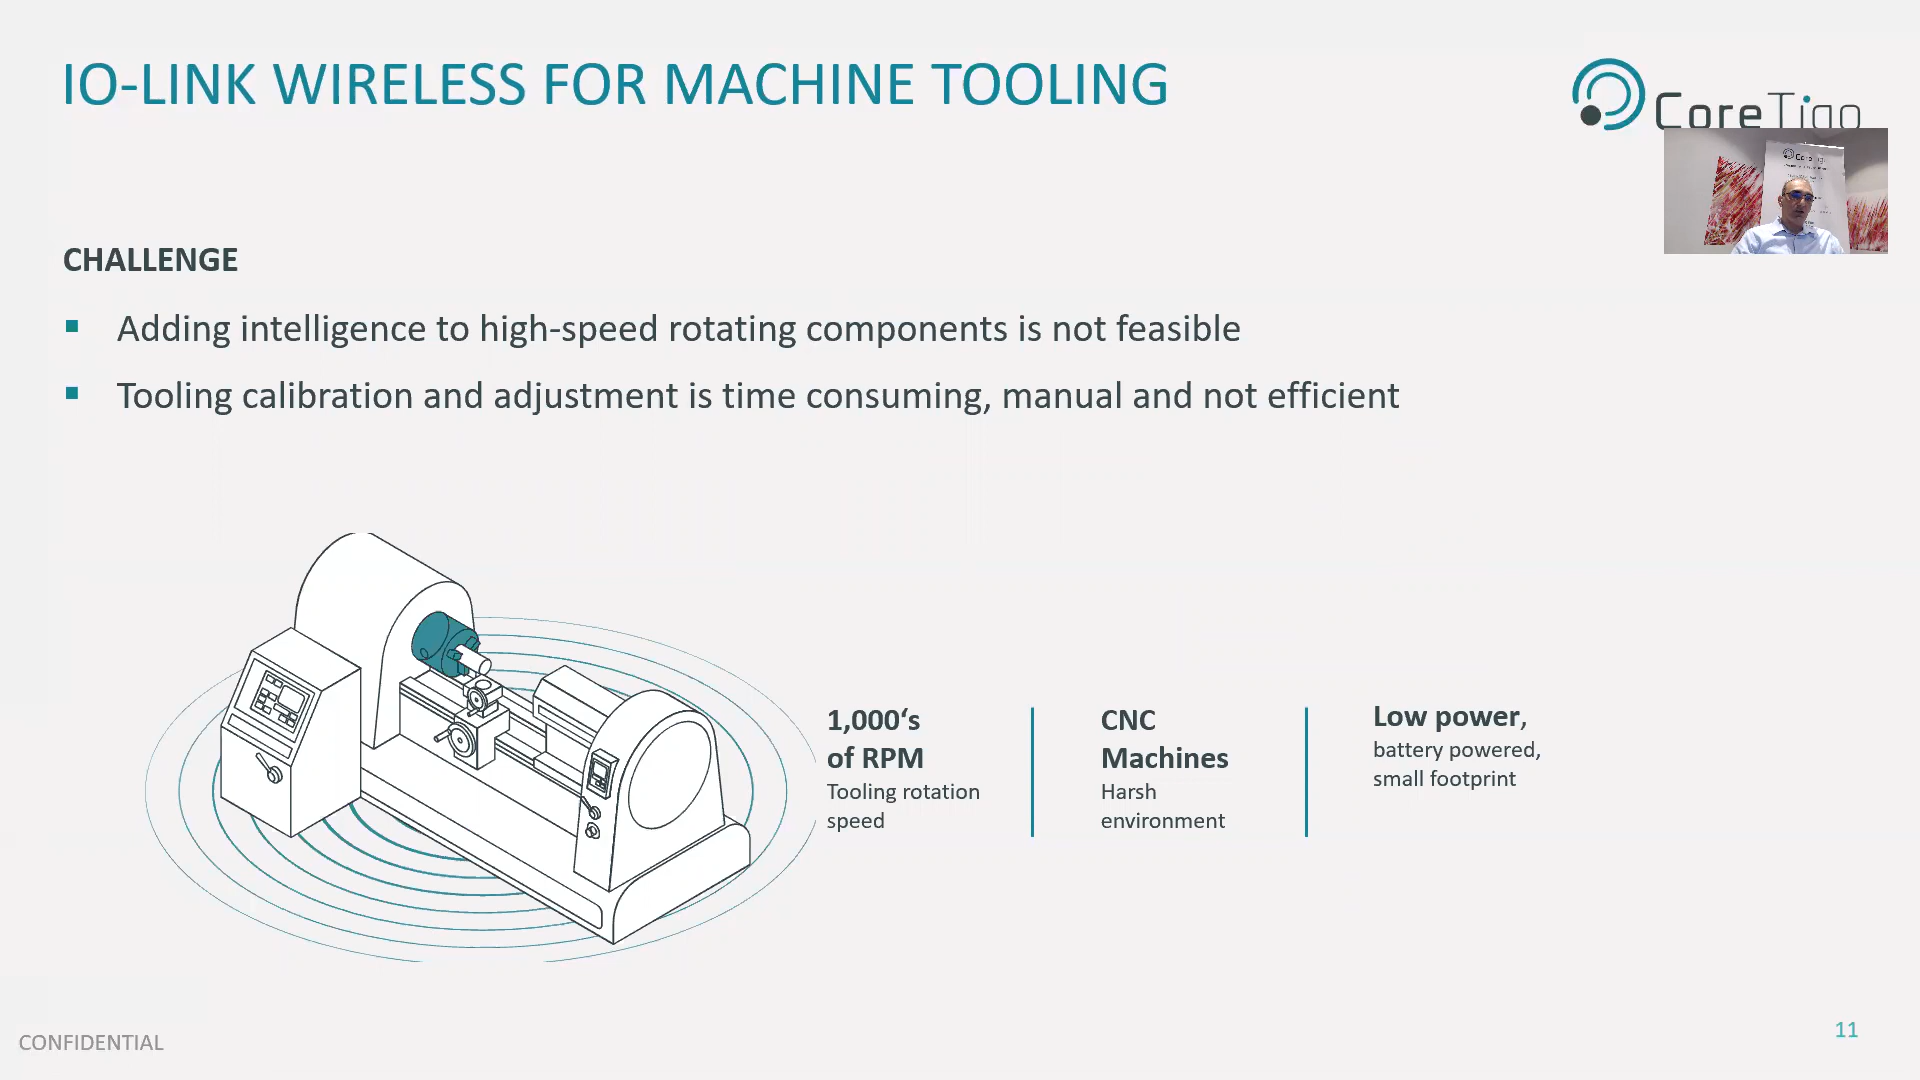 IO-LINK WIRELESS FOR MACHINE TOOLING
CoreTigo
CHALLENGE
▪ Adding intelligence to high-speed rotating components is not feasible
▪ Tooling calibration and adjustment is time consuming, manual and not efficient
1,000‘s
of RPM
Tooling rotation
speed
CNC
Machines
Harsh
environment
Low power,
battery powered,
small footprint
CONFIDENTIAL
11